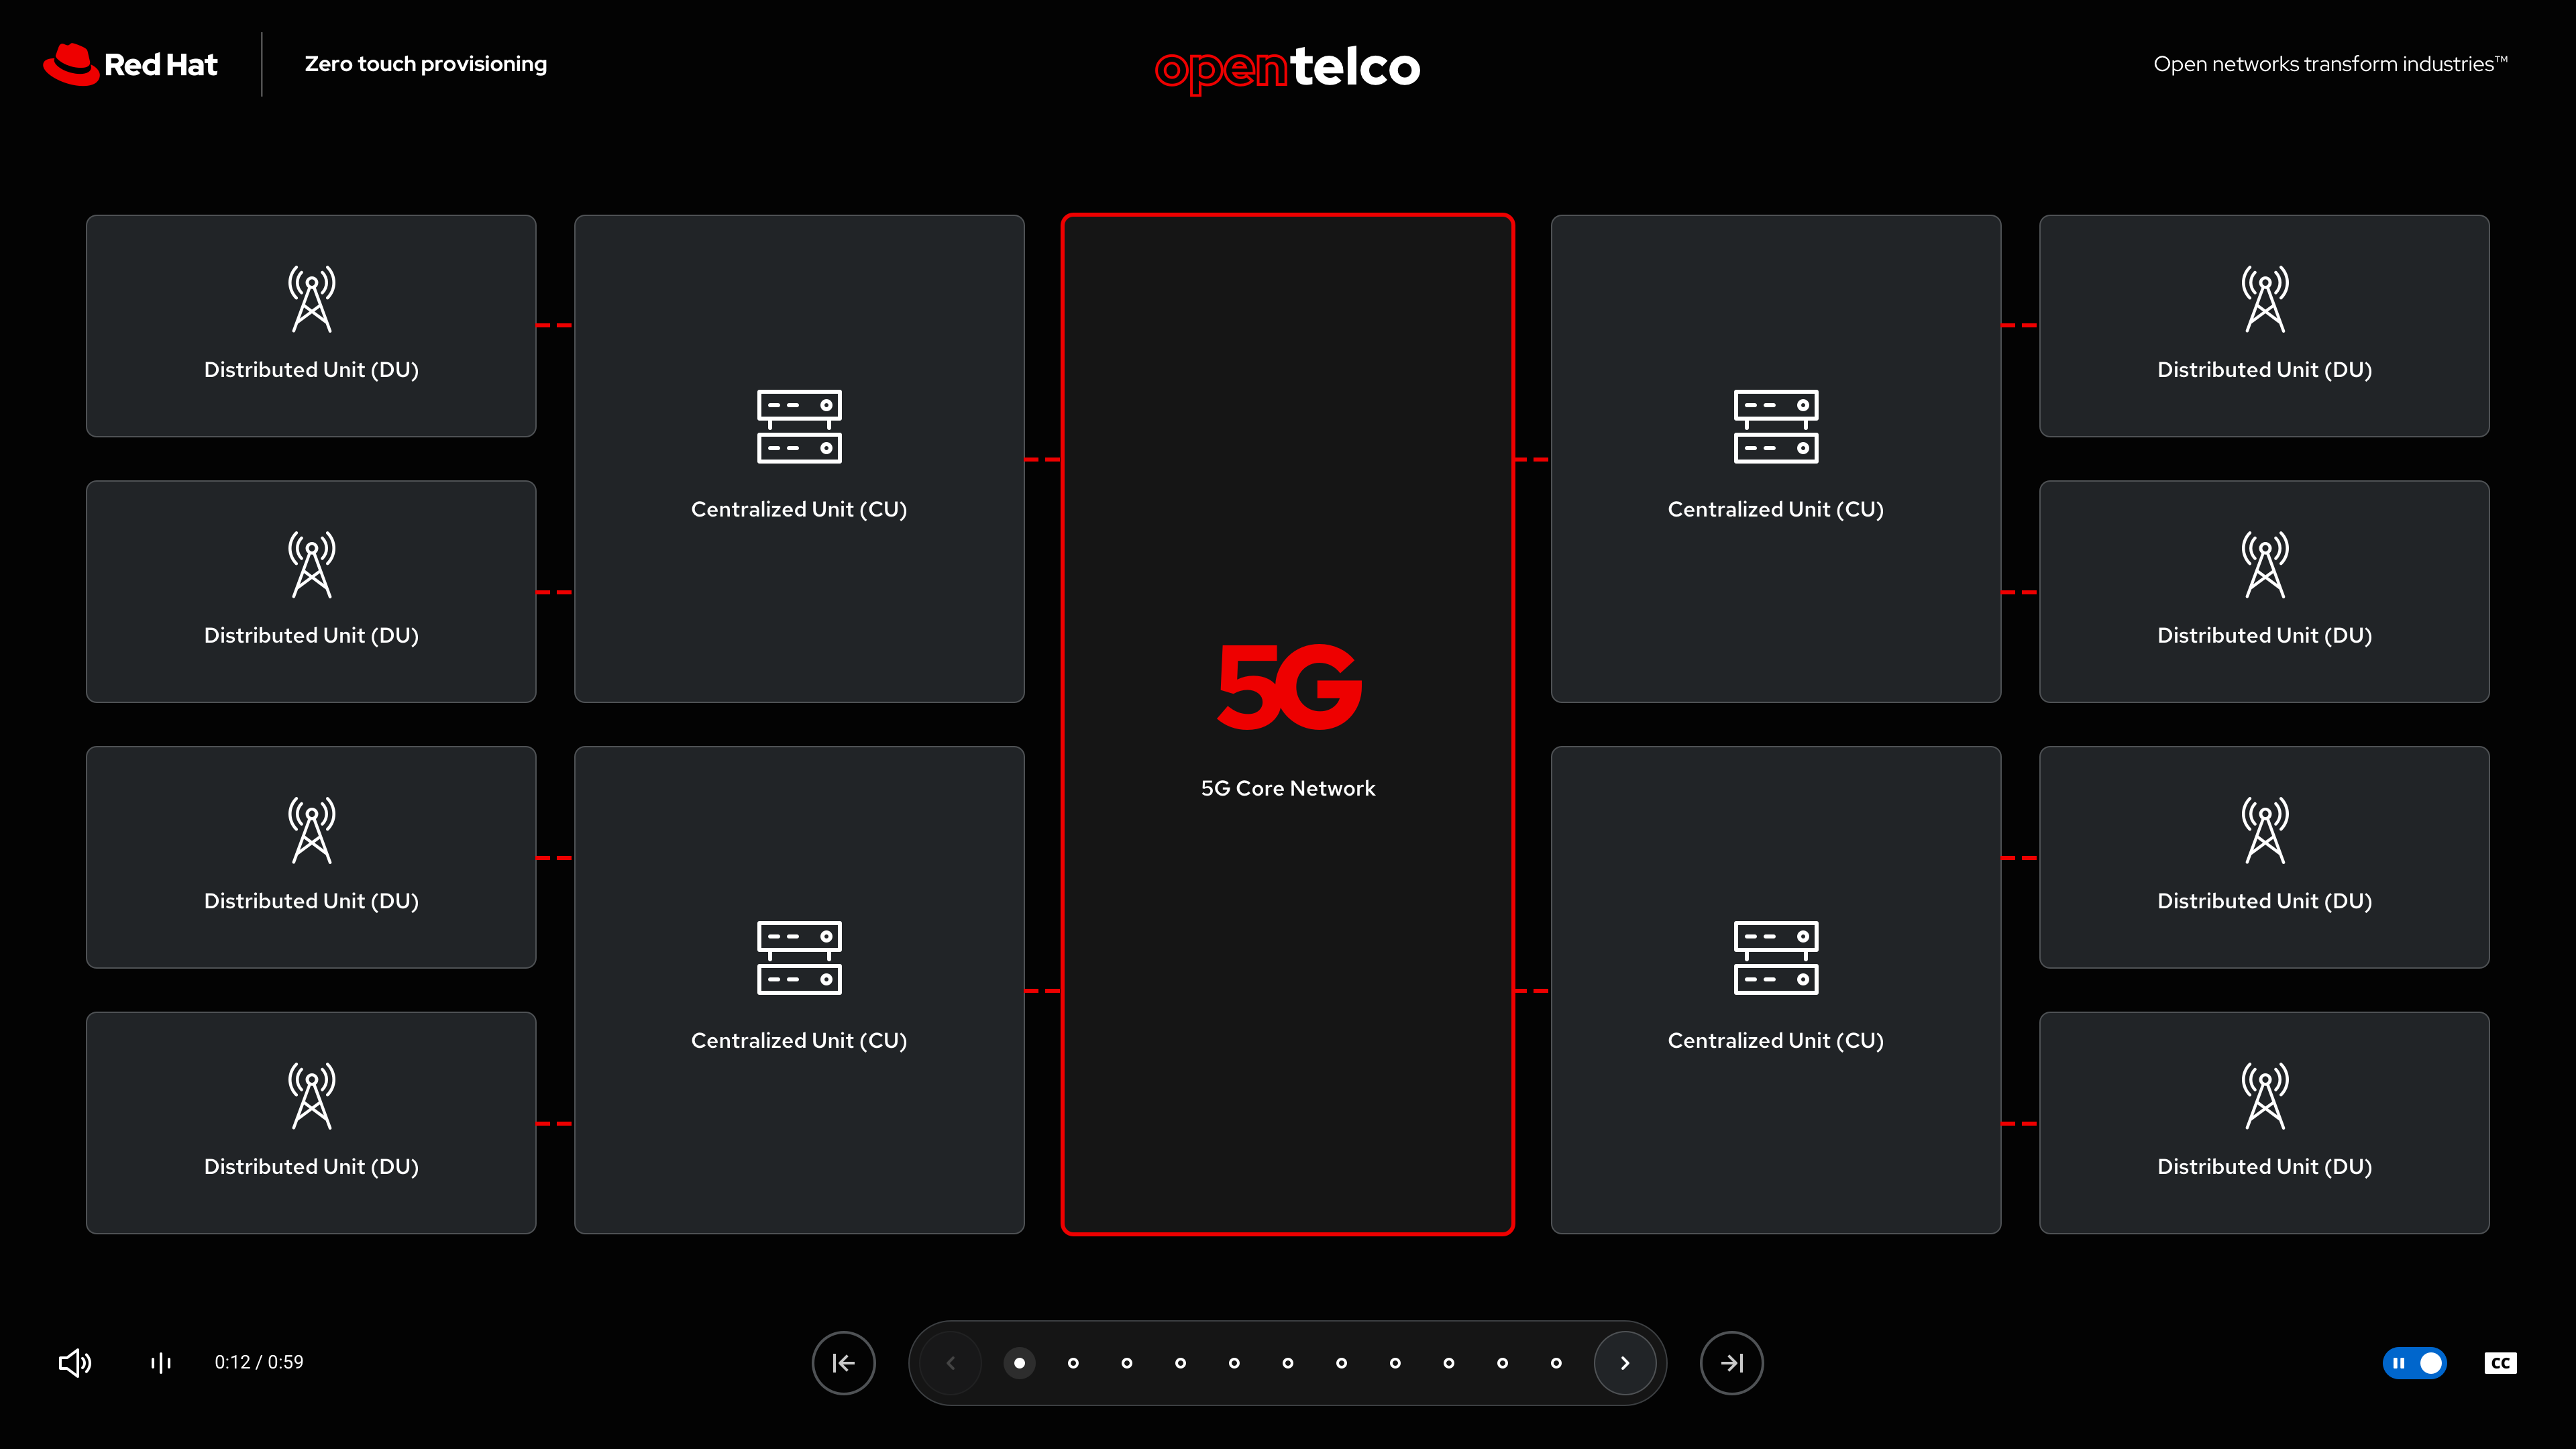 Red Hat
Zero touch provisioning
opentelco
Open networks transform industries™
Distributed Unit (DU)
Distributed Unit (DU)
Distributed Unit (DU)
Distributed Unit (DU)
Centralized Unit (CU)
Centralized Unit (CU)
5G
5G Core Network
Centralized Unit (CU)
Centralized Unit (CU)
Distributed Unit (DU)
Distributed Unit (DU)
Distributed Unit (DU)
Distributed Unit (DU)
0:12 / 0:59
CC